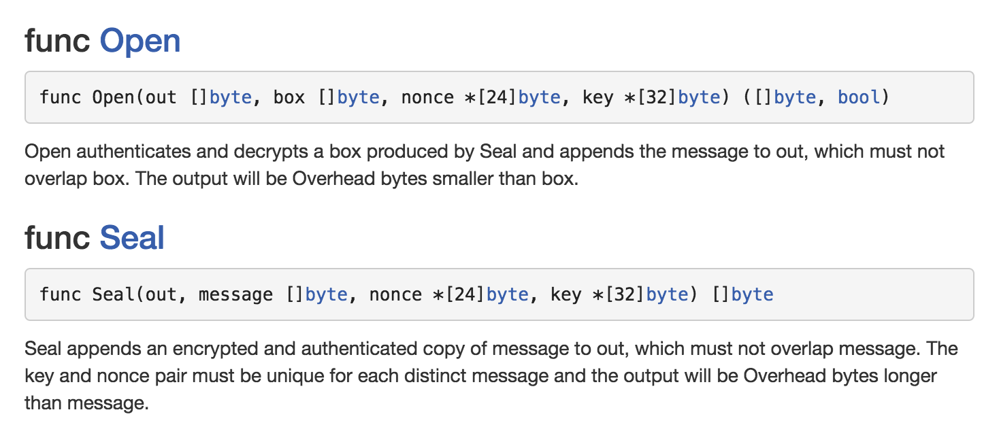 func Open
func Open(out []byte, box []byte, nonce *[24]byte, key *[32]byte) ([]byte, bool)
Open authenticates and decrypts a box produced by Seal and appends the message to out, which must not
overlap box. The output will be Overhead bytes smaller than box.
func Seal
func Seal(out, message []byte, nonce *[24]byte, key *[32]byte) []byte
Seal appends an encrypted and authenticated copy of message to out, which must not overlap message. The
key and nonce pair must be unique for each distinct message and the output will be Overhead bytes longer
than message.